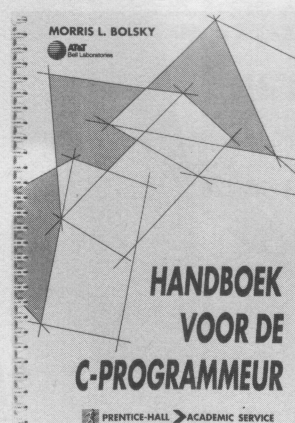 MORRIS L. BOLSKY
AT&T
Bell Laboratories
HANDBOEK
VOOR DE
C-PROGRAMMEUR
PRENTICE-HALL ACADEMIC SERVICE